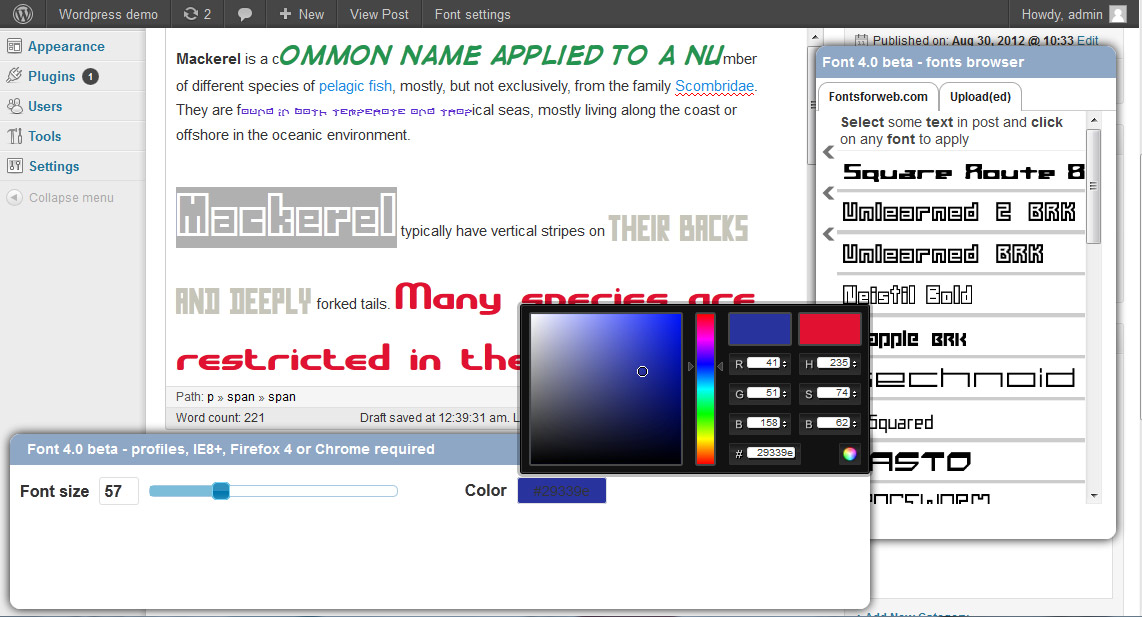 Wordpress demo 2 New View Post Font settings Howdy, admin
Appearance
Plugins 1
Users
Tools
Settings
Collapse menu
Mackerel is a cOMMON NAME APPLIED TO A NUmber
of different species of pelagic fish, mostly, but not exclusively, from the family Scombridae.
They are found in both temperate and tropical seas, mostly living along the coast or
offshore in the oceanic environment.
Mackerel typically have vertical stripes on THEIR BACKS
AND DEEPLY forked tails. Many species are
restricted in the
Path: p » span » span
Word count: 221 Draft saved at 12:39:31 am. L
Published on: Aug 30, 2012 @ 10:33 Edit
Font 4.0 beta - fonts browser
Fontsforweb.com Upload(ed)
Select some text in post and click
on any font to apply
Square Route
Unlearned 2 BRK
Unlearned BRK
Deistil Bold
apple BRK
Technoid
Squared
Font 4.0 beta - profiles, IE8+, Firefox 4 or Chrome required
Font size 57 Color #29339e
R 41 H 235
G 51 S 74
B 158 B 62
# 29339e
+ Add New Category